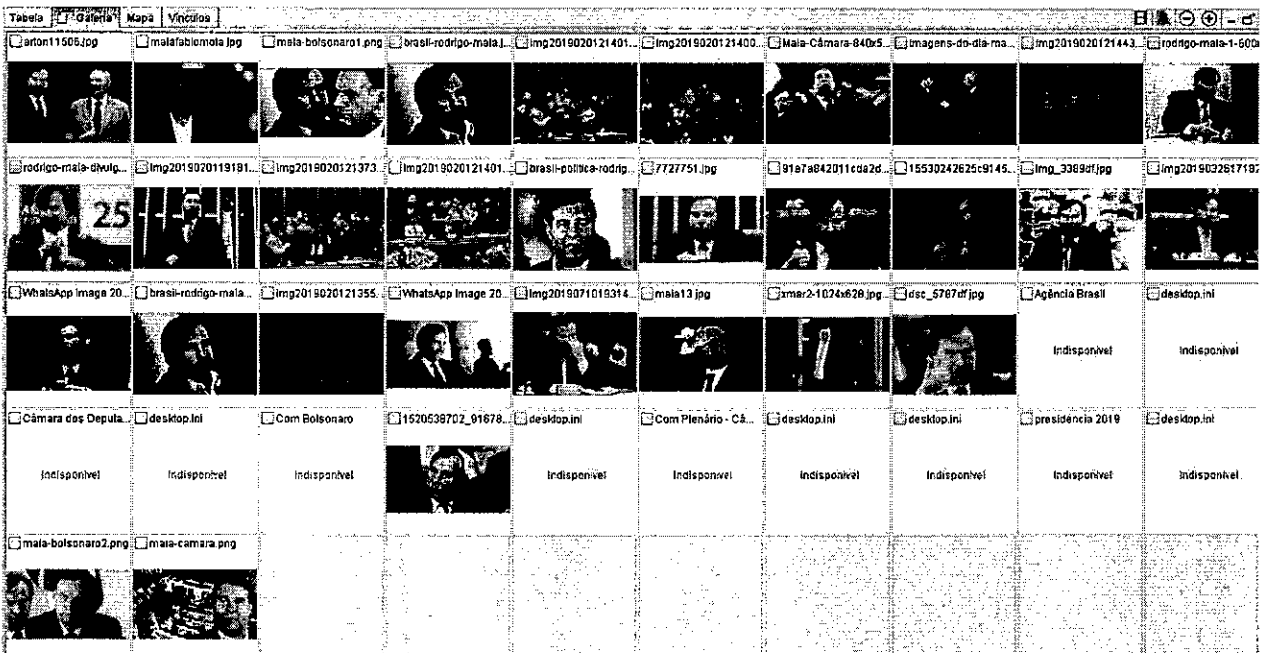 Tabela Galeria Mapa Vínculos
arton11506.jpg malafabiomota.jpg maia-bolsonaro1.png brasil-rodrigo-maia.j... img2019020121401... img2019020121400... Maia-Câmara-840x5... imagens-do-dia-ma... img2019020121443... rodrigo-maia-1-600x
25
rodrigo-maia-divulg... img2019020119181... img2019020121373... img2019020121401... brasil-politica-rodrig... 7727751.jpg 91a7a842011cda2d... 15530242625c9145... img_3389df.jpg img20190326171
WhatsApp Image 20... brasil-rodrigo-maia... img2019020121355... WhatsApp Image 20... img2019071019314... maia13.jpg xmar2-1024x628.jpg... dsc_5787df.jpg Agência Brasil desktop.ini
Indisponível Indisponível
Câmara dos Deputa... desktop.ini Com Bolsonaro 1520538702_91678... desktop.ini Com Plenário - Câ... desktop.ini desktop.ini presidência 2019 desktop.ini
Indisponível Indisponível Indisponível Indisponível Indisponível Indisponível Indisponível Indisponível Indisponível
maia-bolsonaro2.png maia-camara.png